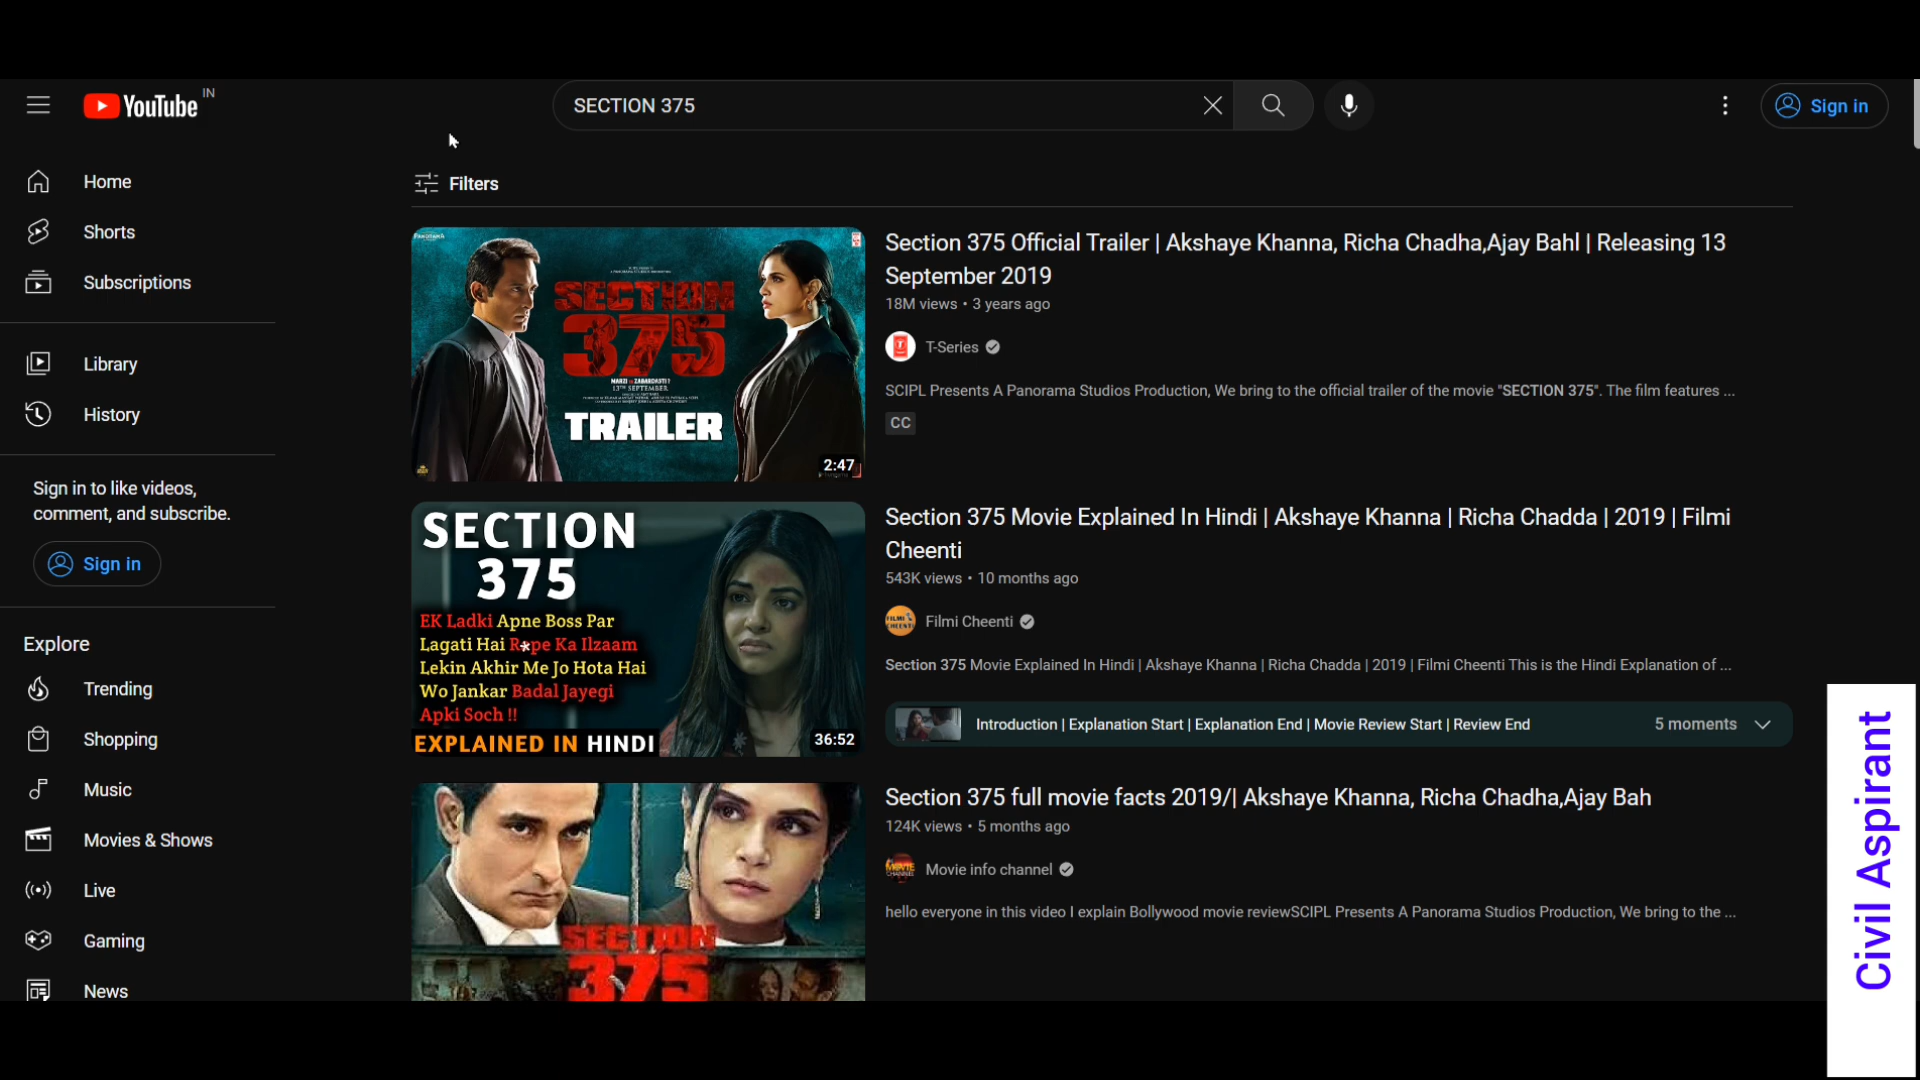 YouTube IN
SECTION 375
Sign in
Home
Shorts
Subscriptions
Library
History
Sign in to like videos,
comment, and subscribe.
Sign in
Explore
Trending
Shopping
Music
Movies & Shows
Live
Gaming
News
Filters
SECTION
375
MARZI YA ZABARDASTI?
13TH SEPTEMBER
TRAILER
2:47
Section 375 Official Trailer | Akshaye Khanna, Richa Chadha,Ajay Bahl | Releasing 13
September 2019
18M views • 3 years ago
T-Series
SCIPL Presents A Panorama Studios Production, We bring to the official trailer of the movie "SECTION 375". The film features ...
CC
SECTION
375
EK Ladki Apne Boss Par
Lagati Hai R*pe Ka Ilzaam
Lekin Akhir Me Jo Hota Hai
Wo Jankar Badal Jayegi
Apki Soch !!
EXPLAINED IN HINDI
36:52
Section 375 Movie Explained In Hindi | Akshaye Khanna | Richa Chadda | 2019 | Filmi
Cheenti
543K views • 10 months ago
Filmi Cheenti
Section 375 Movie Explained In Hindi | Akshaye Khanna | Richa Chadda | 2019 | Filmi Cheenti This is the Hindi Explanation of ...
Introduction | Explanation Start | Explanation End | Movie Review Start | Review End
5 moments
SECTION
375
Section 375 full movie facts 2019/| Akshaye Khanna, Richa Chadha,Ajay Bah
124K views • 5 months ago
Movie info channel
hello everyone in this video I explain Bollywood movie reviewSCIPL Presents A Panorama Studios Production, We bring to the ...
Civil Aspirant